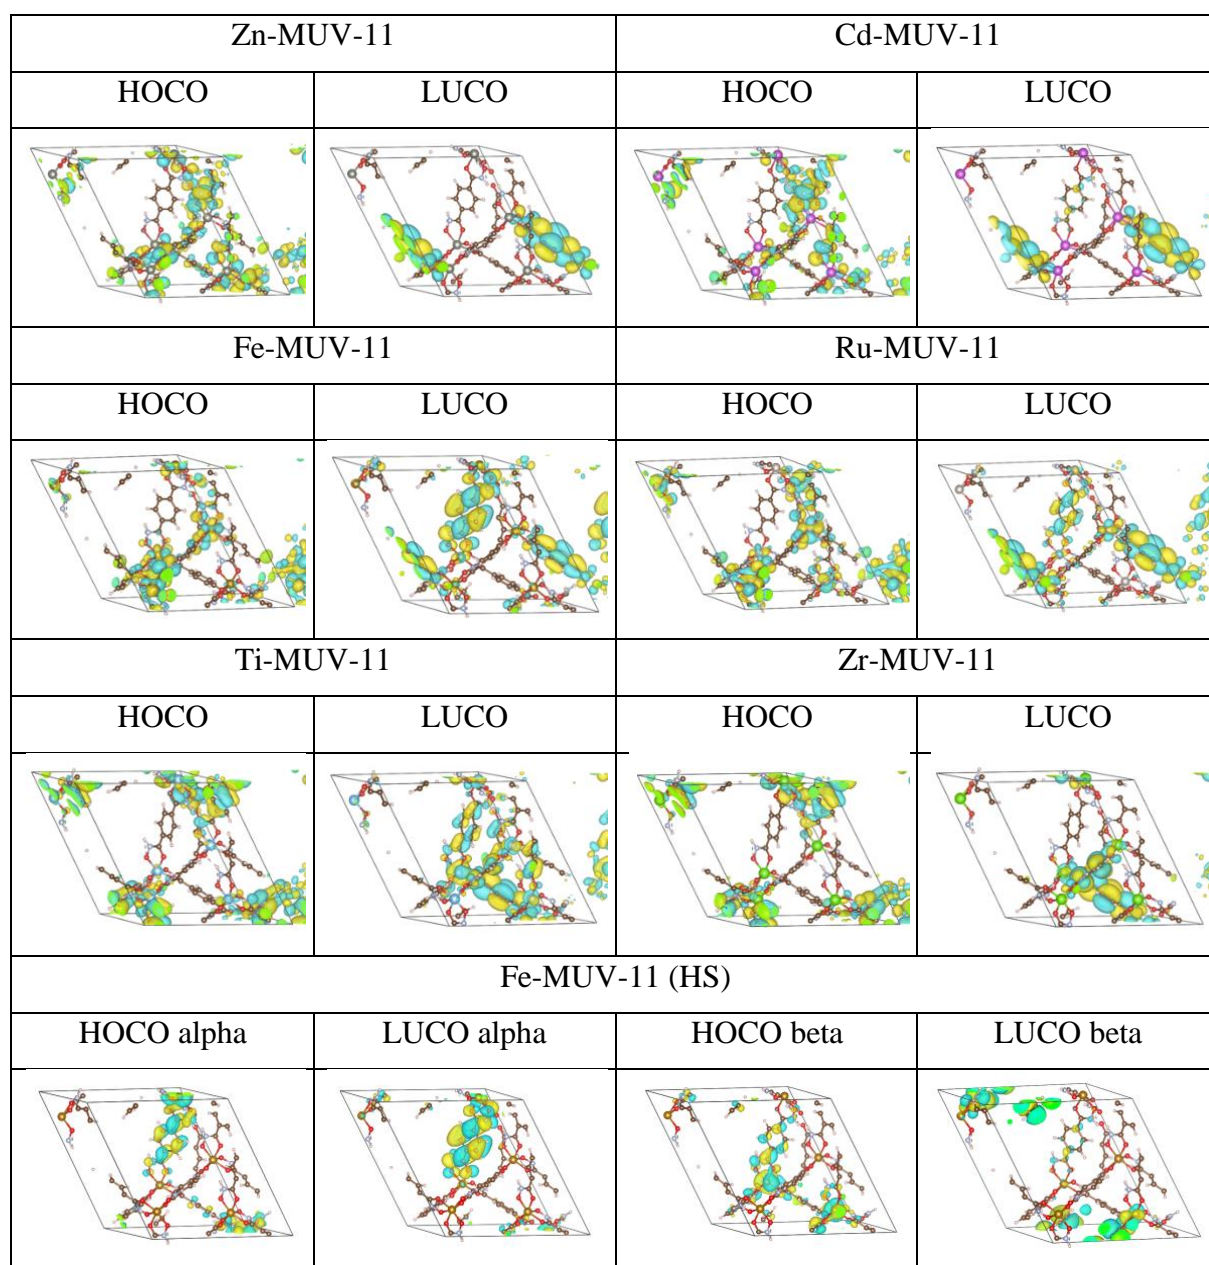 Zn-MUV-11 Cd-MUV-11
HOCO LUCO HOCO LUCO
Fe-MUV-11 Ru-MUV-11
HOCO LUCO HOCO LUCO
Ti-MUV-11 Zr-MUV-11
HOCO LUCO HOCO LUCO
Fe-MUV-11 (HS)
HOCO alpha LUCO alpha HOCO beta LUCO beta